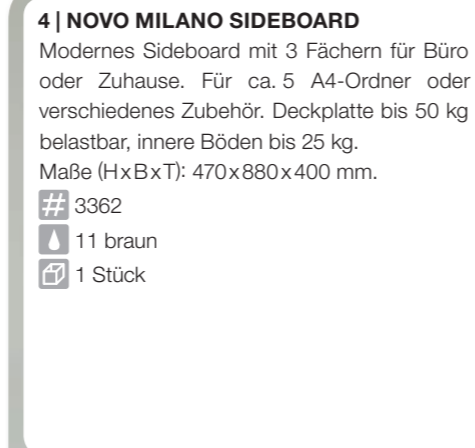 4 | NOVO MILANO SIDEBOARD
Modernes Sideboard mit 3 Fächern für Büro
oder Zuhause. Für ca. 5 A4-Ordner oder
verschiedenes Zubehör. Deckplatte bis 50 kg
belastbar, innere Böden bis 25 kg.
Maße (HxBxT): 470x880x400 mm.
# 3362
11 braun
1 Stück